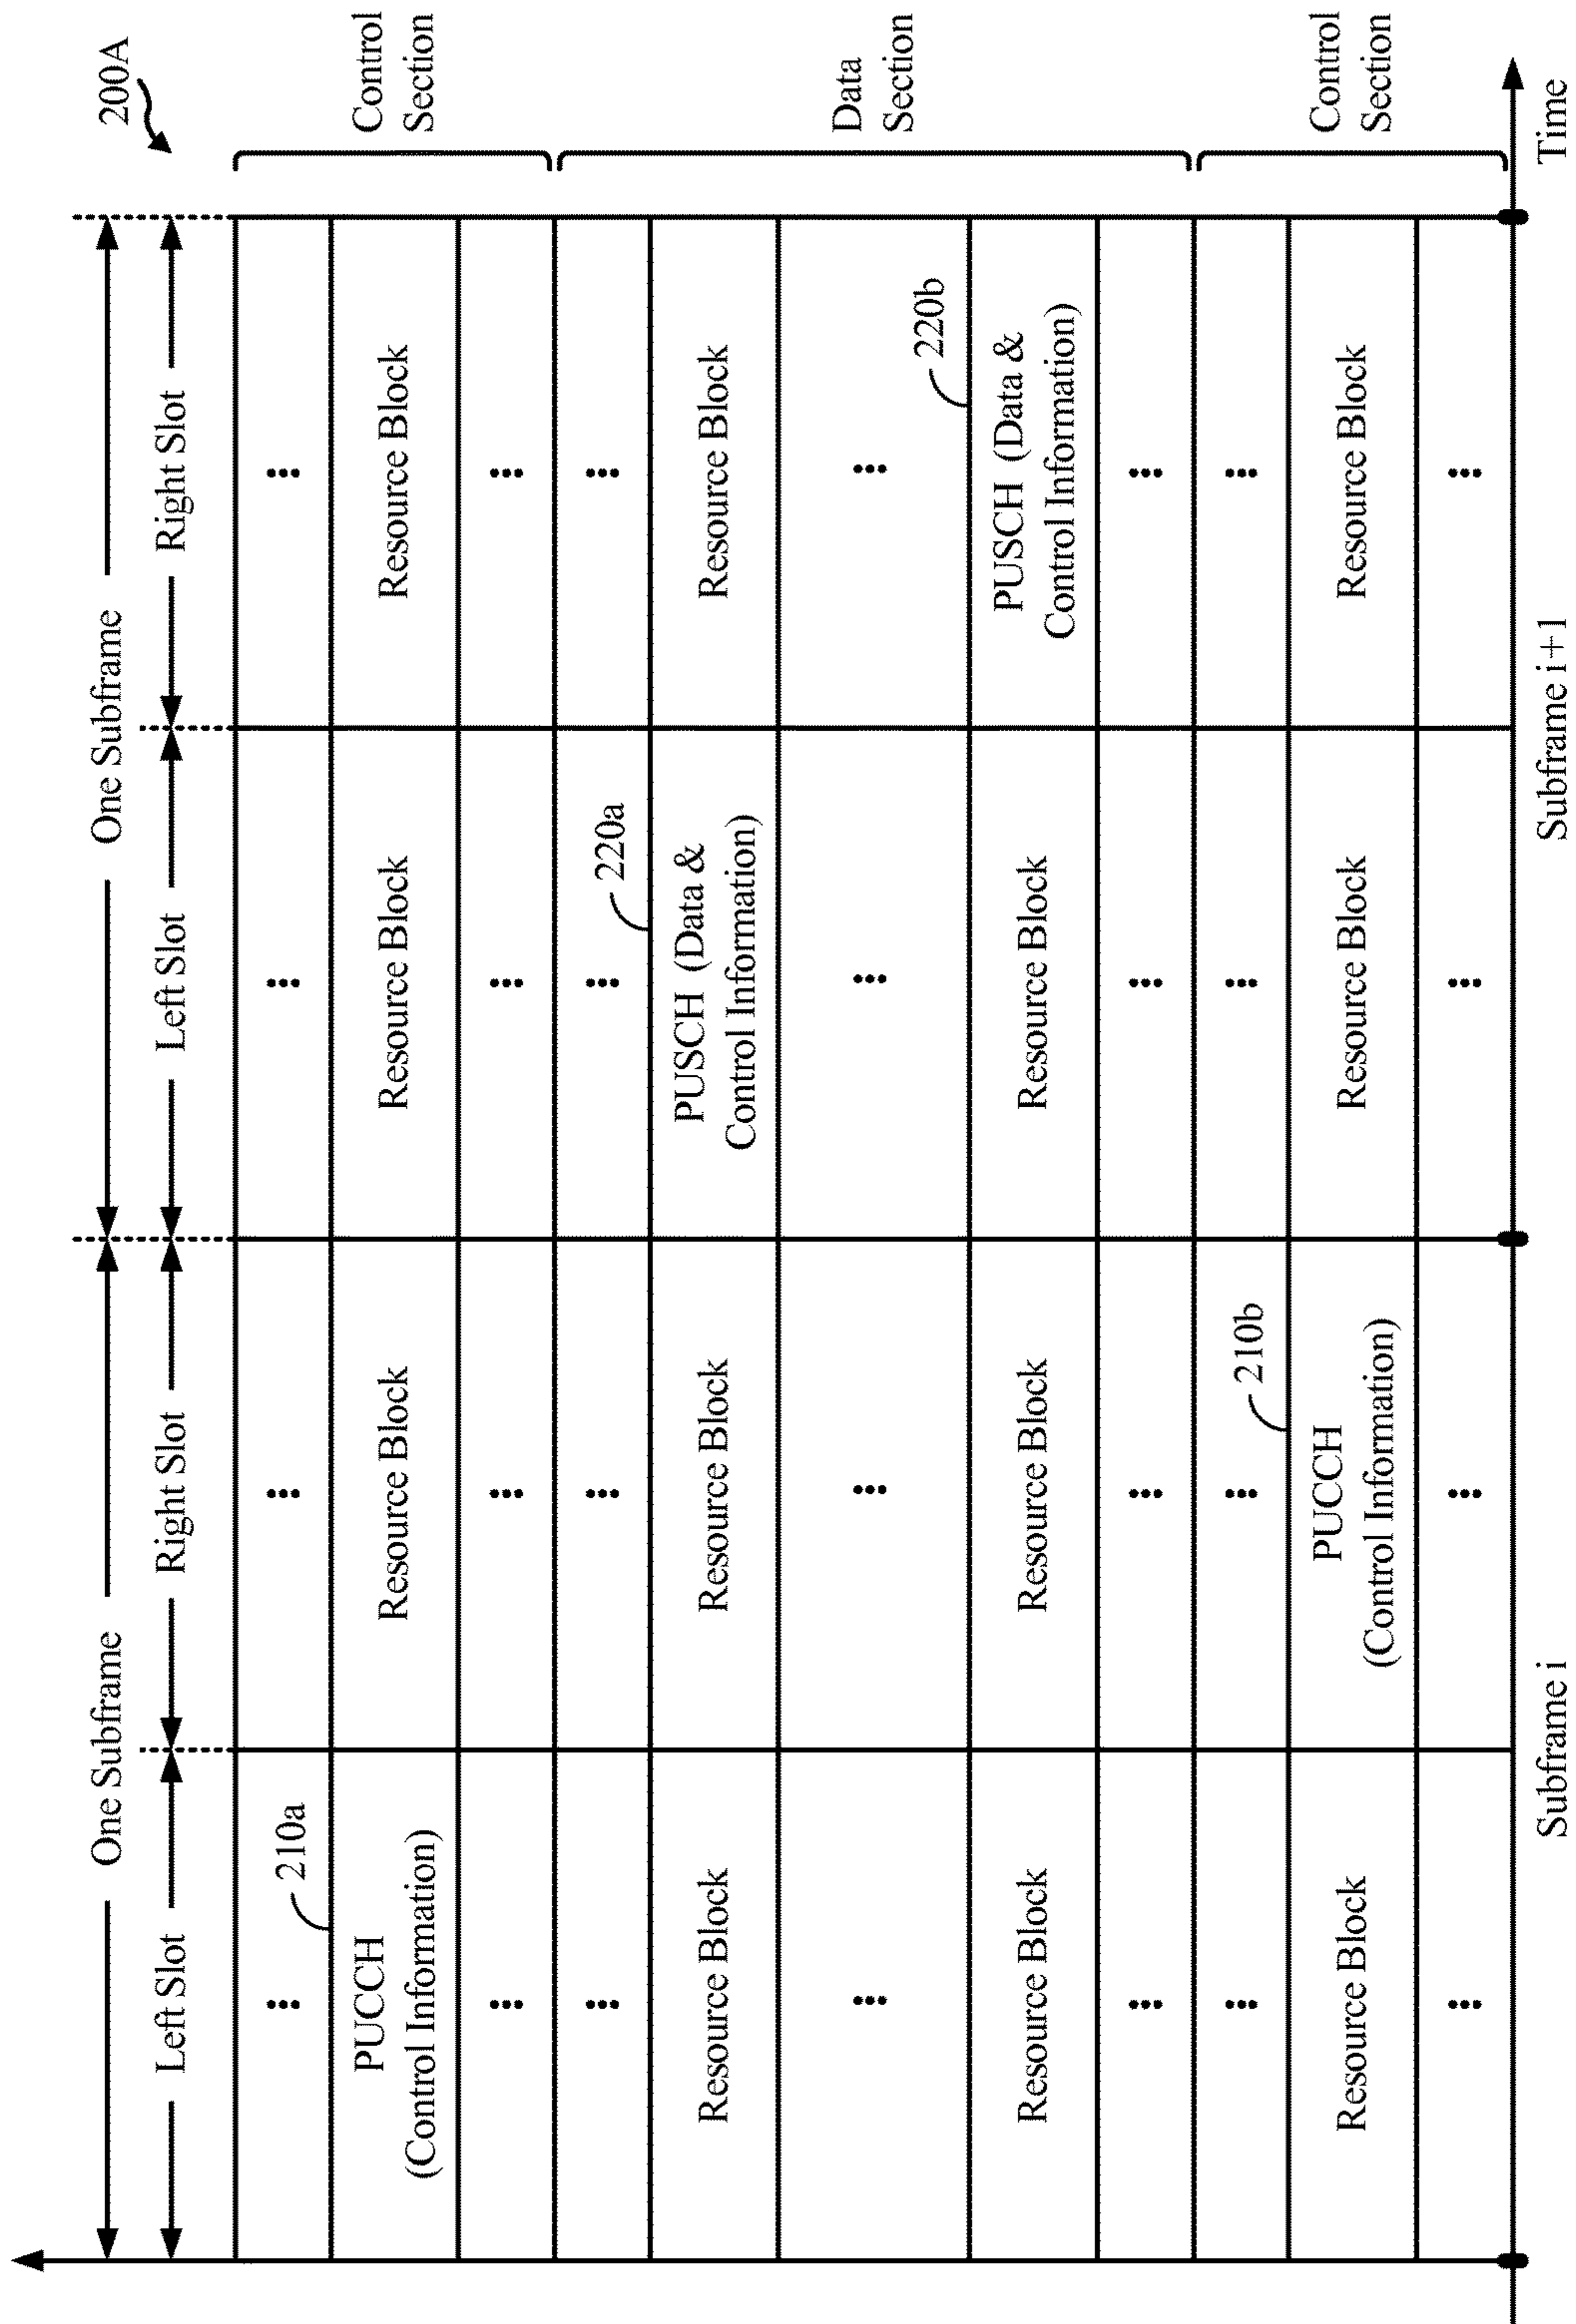 200A
One Subframe
One Subframe
Left Slot
Right Slot
Left Slot
Right Slot
Control
Section
Data
Section
Control
Section
...
210a
...
...
...
PUCCH
(Control Information)
Resource Block
Resource Block
Resource Block
...
...
...
...
...
...
220a
...
...
Resource Block
Resource Block
PUSCH (Data &
Control Information)
Resource Block
...
...
...
...
220b
Resource Block
Resource Block
Resource Block
PUSCH (Data &
Control Information)
...
...
...
...
...
...
210b
...
...
Resource Block
PUCCH
(Control Information)
Resource Block
Resource Block
...
...
...
...
Subframe i
Subframe i+1
Time